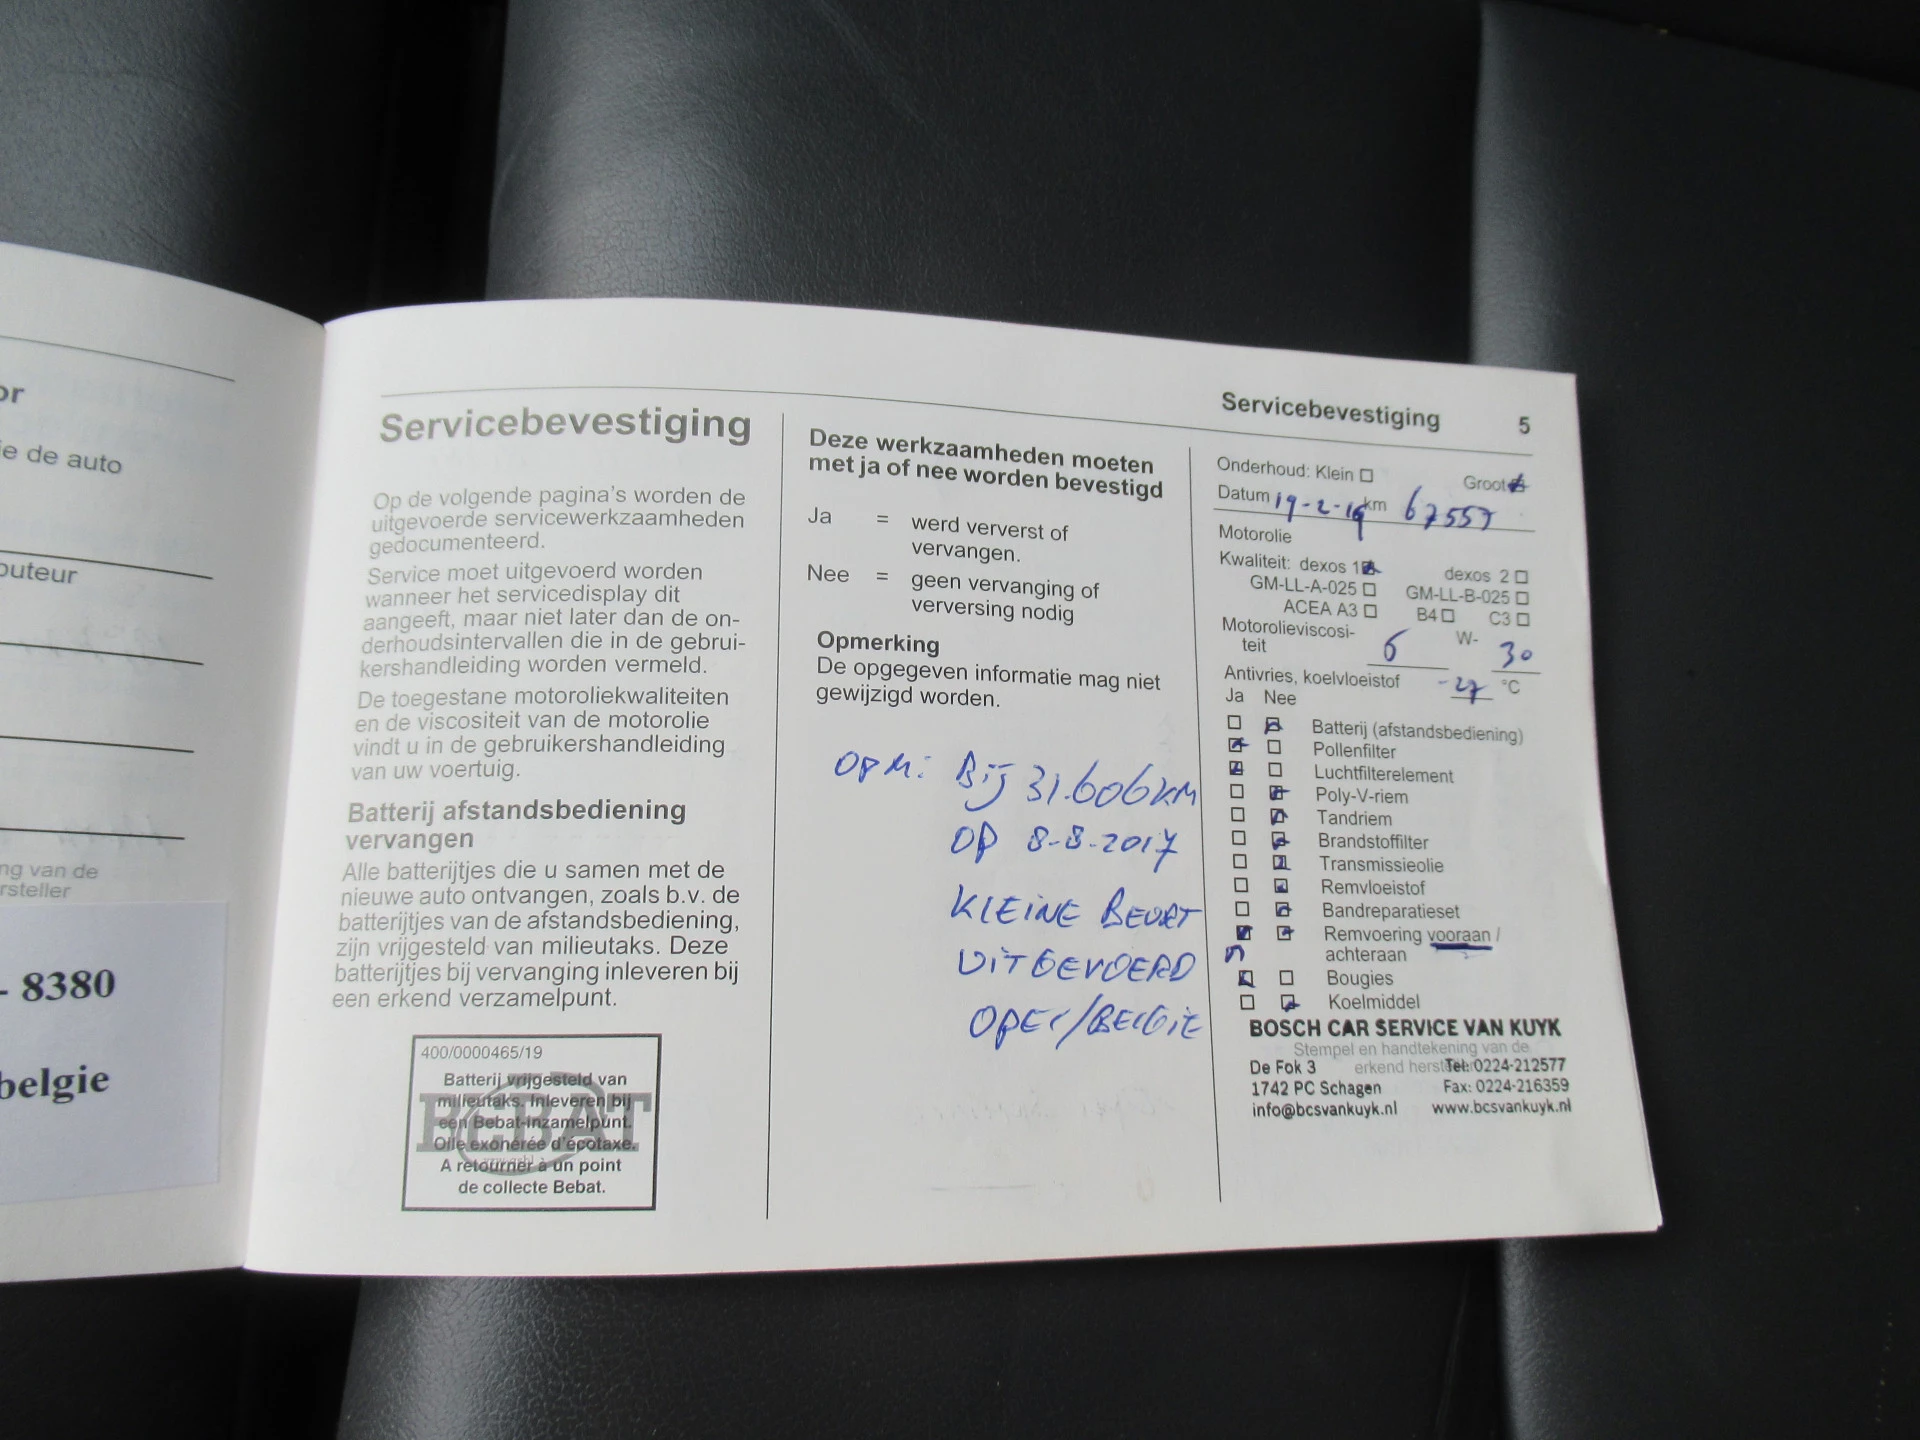 or
ie de auto
outeur
ng van de
rsteller
- 8380
belgie
Servicebevestiging 5
Servicebevestiging
Op de volgende pagina's worden de
uitgevoerde servicewerkzaamheden
gedocumenteerd.
Service moet uitgevoerd worden
wanneer het servicedisplay dit
aangeeft, maar niet later dan de on-
derhoudsintervallen die in de gebrui-
kershandleiding worden vermeld.
De toegestane motoroliekwaliteiten
en de viscositeit van de motorolie
vindt u in de gebruikershandleiding
van uw voertuig.
Batterij afstandsbediening
vervangen
Alle batterijtjes die u samen met de
nieuwe auto ontvangen, zoals b.v. de
batterijtjes van de afstandsbediening,
zijn vrijgesteld van milieutaks. Deze
batterijtjes bij vervanging inleveren bij
een erkend verzamelpunt.
400/0000465/19
BEBAT
Batterij vrijgesteld van
milieutaks. Inleveren bij
een Bebat-inzamelpunt.
Olle exonérée d'écotaxe.
A retourner à un point
de collecte Bebat.
Deze werkzaamheden moeten
met ja of nee worden bevestigd
Ja = werd ververst of
vervangen.
Nee = geen vervanging of
verversing nodig
Opmerking
De opgegeven informatie mag niet
gewijzigd worden.
OPM: Bij 31.606 KM
OP 8-8-2017
KLEINE BEURT
UITGEVOERD
OPEL/BELGIE
Onderhoud: Klein Groot
Datum 19-2-19 km 67557
Motorolie
Kwaliteit: dexos 1 dexos 2
GM-LL-A-025 GM-LL-B-025
ACEA A3 B4 C3
Motorolieviscosi-
teit 6 W- 30
Antivries, koelvloeistof -27 °C
Ja Nee
Batterij (afstandsbediening)
Pollenfilter
Luchtfilterelement
Poly-V-riem
Tandriem
Brandstoffilter
Transmissieolie
Remvloeistof
Bandreparatieset
Remvoering vooraan /
achteraan
Bougies
Koelmiddel
BOSCH CAR SERVICE VAN KUYK
Stempel en handtekening van de
De Fok 3 erkend herst Tel: 0224-212577
1742 PC Schagen Fax: 0224-216359
info@bcsvankuyk.nl www.bcsvankuyk.nl